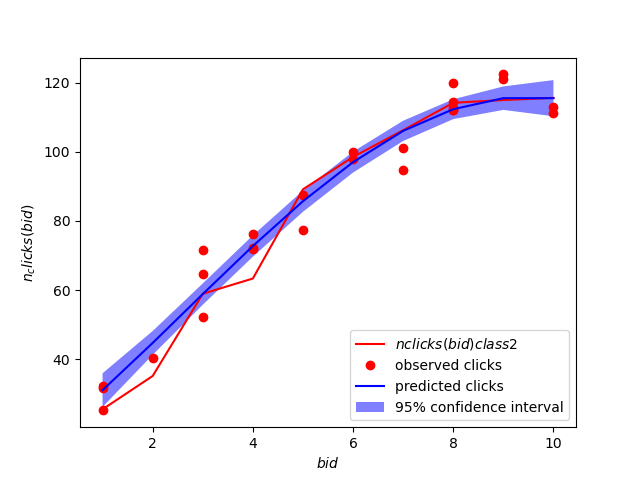 120
100
80
60
40
n_clicks(bid)
nclicks(bid)class2
observed clicks
predicted clicks
95% confidence interval
2
4
6
8
10
bid